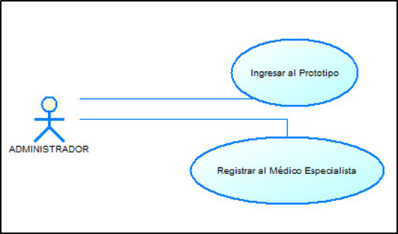 Ingresar al Prototipo
ADMINISTRADOR
Registrar al Médico Especialista